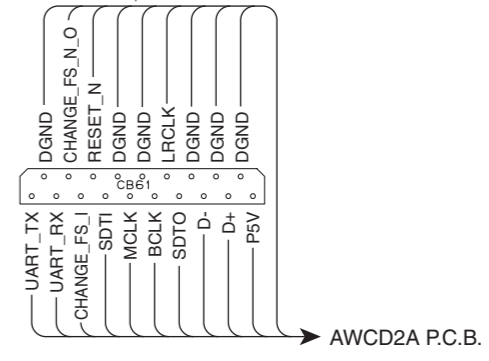 DGND
CHANGE_FS_N_O
RESET_N
DGND
DGND
LRCLK
DGND
DGND
DGND
CB61
UART_TX
UART_RX
CHANGE_FS_I
SDTI
MCLK
BCLK
SDTO
D-
D+
P5V
AWCD2A P.C.B.